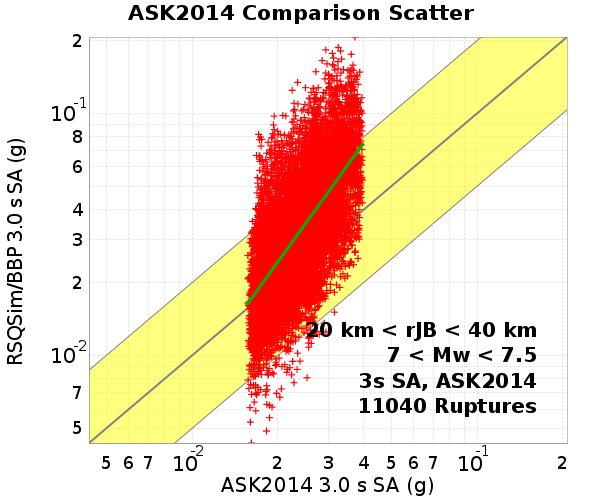 ASK2014 Comparison Scatter
RSQSim/BBP 3.0 s SA (g)
2
10-1
8
6
4
3
2
10-2
7
5
20 km < rJB < 40 km
7 < Mw < 7.5
3s SA, ASK2014
11040 Ruptures
5 6 7 10-2 2 3 4 5 6 7 10-1 2
ASK2014 3.0 s SA (g)